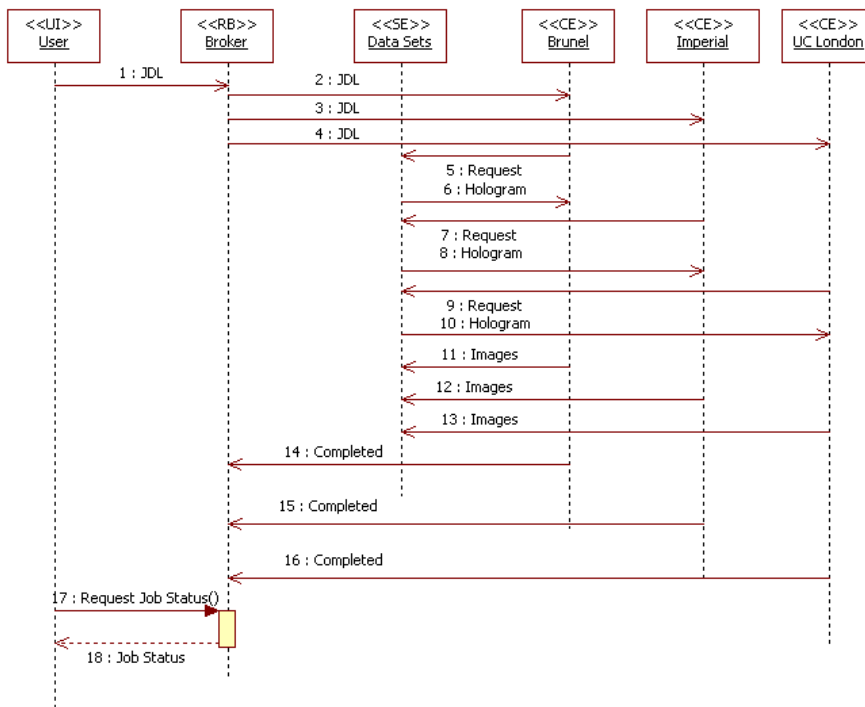 <<UI>>
User
<<RB>>
Broker
<<SE>>
Data Sets
<<CE>>
Brunel
<<CE>>
Imperial
<<CE>>
UC London
1 : JDL
2 : JDL
3 : JDL
4 : JDL
5 : Request
6 : Hologram
7 : Request
8 : Hologram
9 : Request
10 : Hologram
11 : Images
12 : Images
13 : Images
14 : Completed
15 : Completed
16 : Completed
17 : Request Job Status()
18 : Job Status